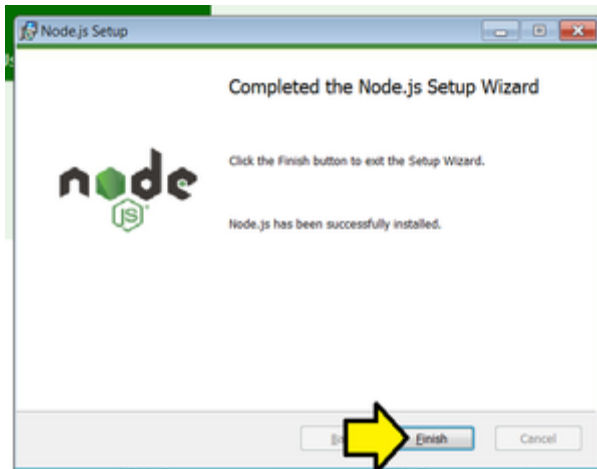 Node.js Setup
Completed the Node.js Setup Wizard
Click the Finish button to exit the Setup Wizard.
node
JS
Node.js has been successfully installed.
Finish
Cancel